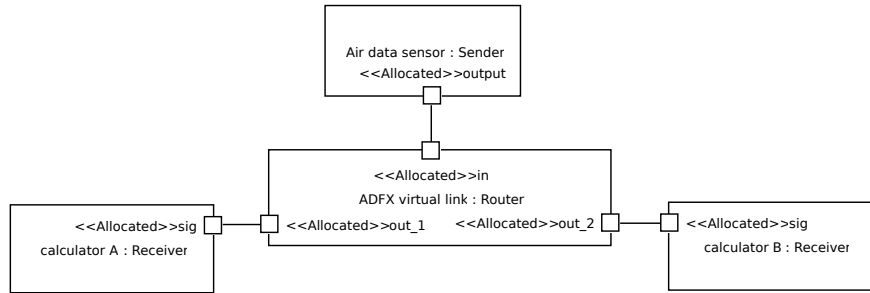 Air data sensor : Sender
<<Allocated>>output
<<Allocated>>in
ADFX virtual link : Router
<<Allocated>>out_1
<<Allocated>>out_2
<<Allocated>>sig
calculator A : Receiver
<<Allocated>>sig
calculator B : Receiver